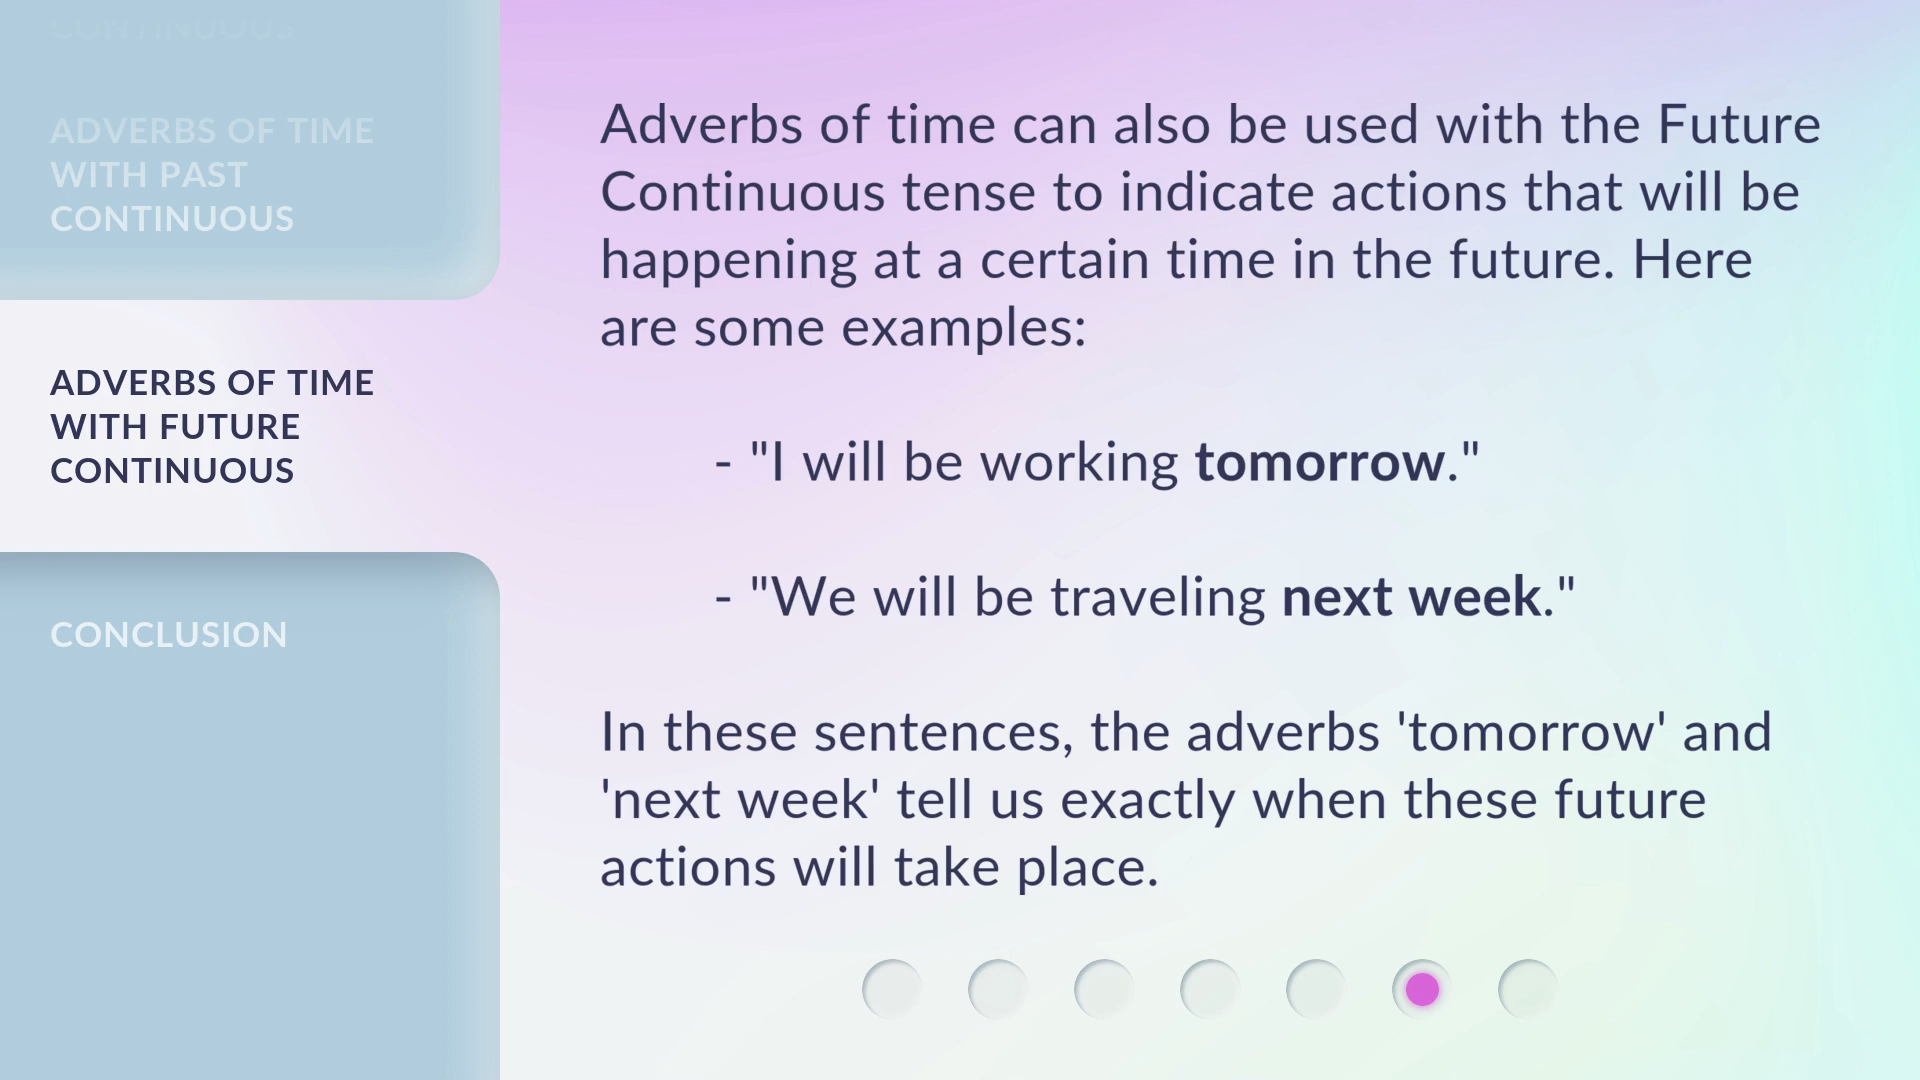 CONTINUOUS
ADVERBS OF TIME
WITH PAST
CONTINUOUS
ADVERBS OF TIME
WITH FUTURE
CONTINUOUS
CONCLUSION
Adverbs of time can also be used with the Future
Continuous tense to indicate actions that will be
happening at a certain time in the future. Here
are some examples:
- "I will be working tomorrow."
- "We will be traveling next week."
In these sentences, the adverbs 'tomorrow' and
'next week' tell us exactly when these future
actions will take place.